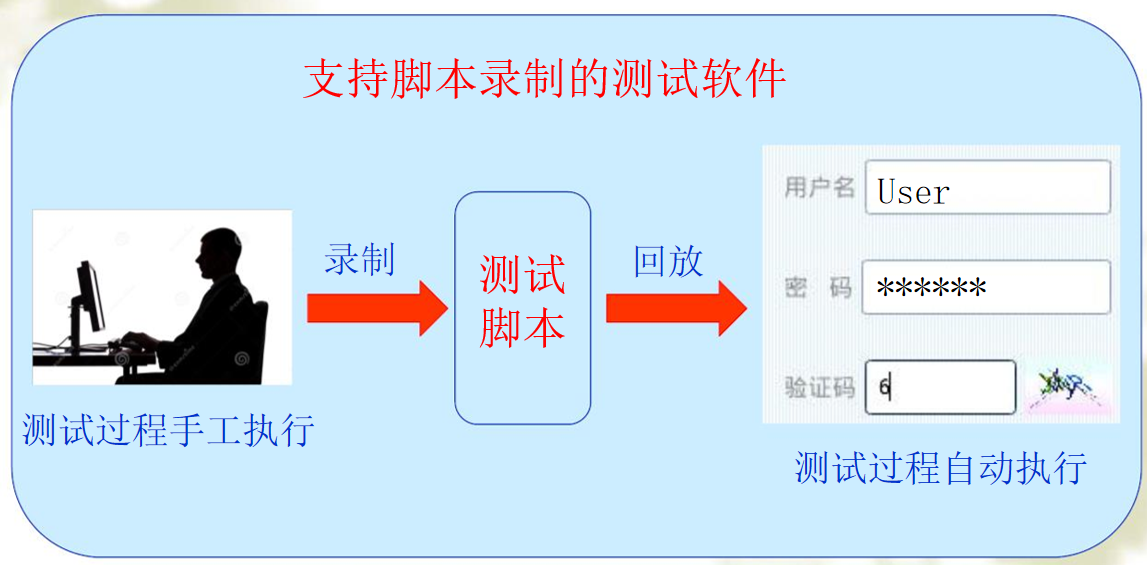 支持脚本录制的测试软件
录制
测试
脚本
回放
测试过程手工执行
用户名 User
密 码 ******
验证码 6
测试过程自动执行